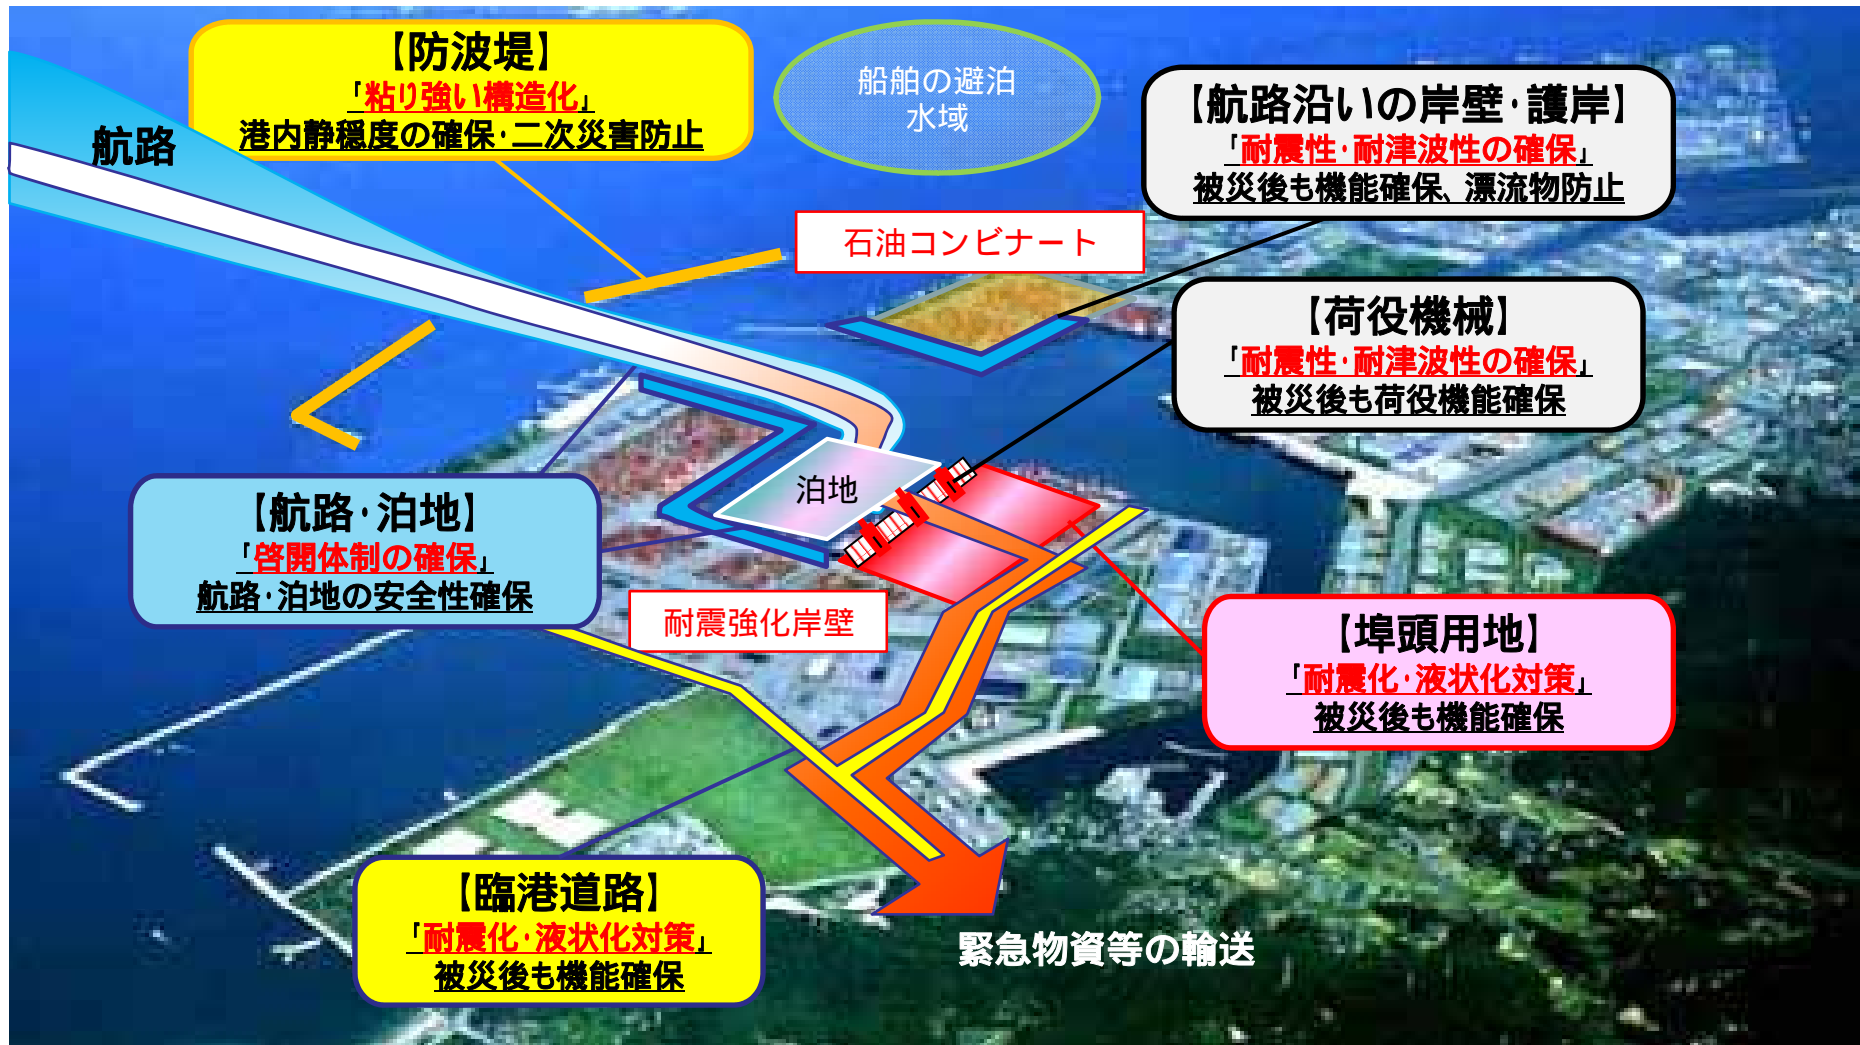 【防波堤】
「粘り強い構造化」
港内静穏度の確保・二次災害防止
船舶の避泊
水域
【航路沿いの岸壁・護岸】
「耐震性・耐津波性の確保」
被災後も機能確保、漂流物防止
航路
石油コンビナート
【荷役機械】
「耐震性・耐津波性の確保」
被災後も荷役機能確保
泊地
【航路・泊地】
「啓開体制の確保」
航路・泊地の安全性確保
耐震強化岸壁
【埠頭用地】
「耐震化・液状化対策」
被災後も機能確保
【臨港道路】
「耐震化・液状化対策」
被災後も機能確保
緊急物資等の輸送